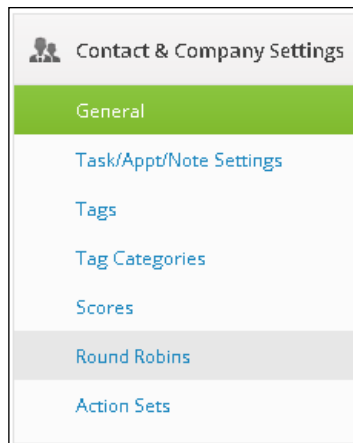 Contact & Company Settings
General
Task/Appt/Note Settings
Tags
Tag Categories
Scores
Round Robins
Action Sets